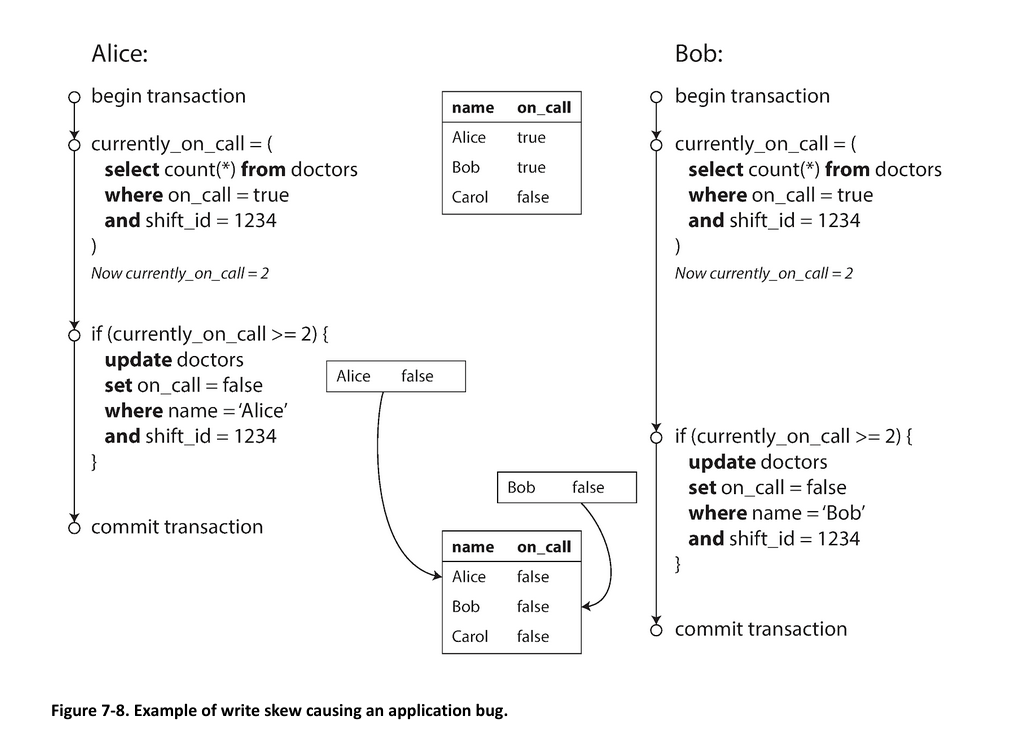 Alice:
begin transaction
currently_on_call = (
select count(*) from doctors
where on_call = true
and shift_id = 1234
)
Now currently_on_call = 2
if (currently_on_call >= 2) {
update doctors
set on_call = false
where name = ‘Alice’
and shift_id = 1234
}
commit transaction
name on_call
Alice true
Bob true
Carol false
Alice false
Bob false
name on_call
Alice false
Bob false
Carol false
Bob:
begin transaction
currently_on_call = (
select count(*) from doctors
where on_call = true
and shift_id = 1234
)
Now currently_on_call = 2
if (currently_on_call >= 2) {
update doctors
set on_call = false
where name = ‘Bob’
and shift_id = 1234
}
commit transaction
Figure 7-8. Example of write skew causing an application bug.